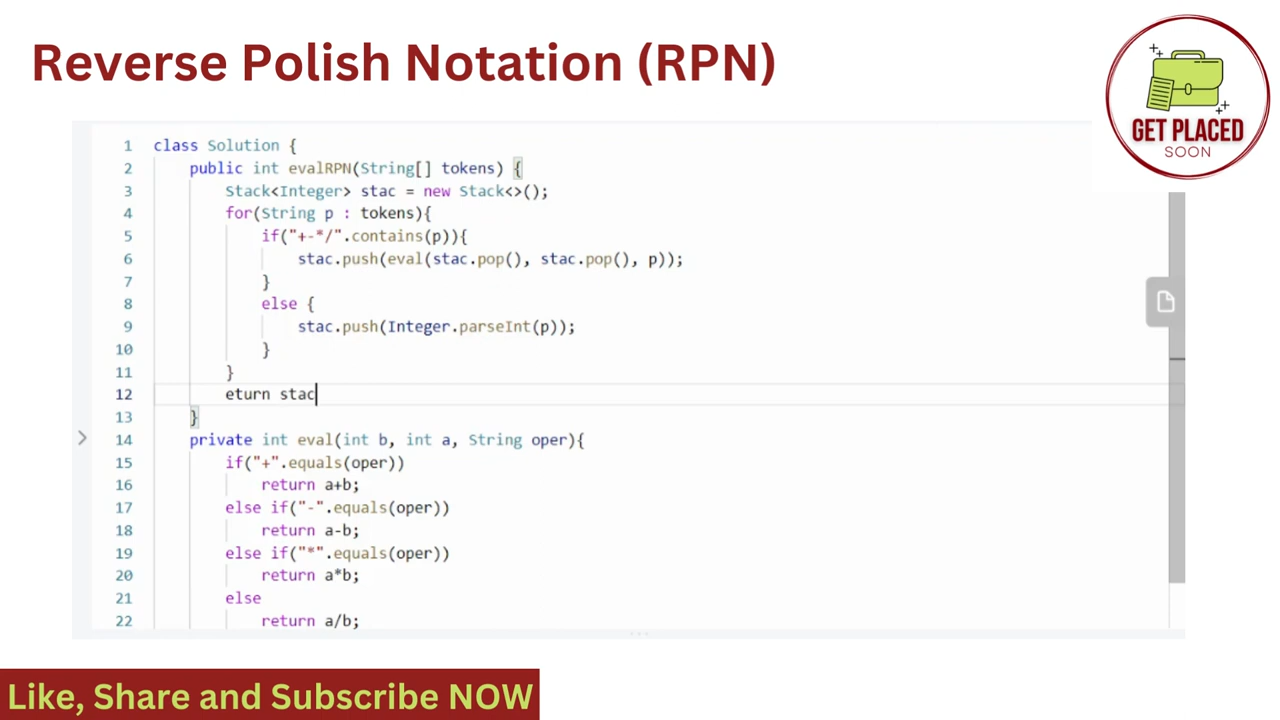 Reverse Polish Notation (RPN)
GET PLACED
SOON
1 class Solution {
2 public int evalRPN(String[] tokens) {
3 Stack<Integer> stac = new Stack<>();
4 for(String p : tokens){
5 if("+-*/".contains(p)){
6 stac.push(eval(stac.pop(), stac.pop(), p));
7 }
8 else {
9 stac.push(Integer.parseInt(p));
10 }
11 }
12 eturn stac
13 }
14 private int eval(int b, int a, String oper){
15 if("+".equals(oper))
16 return a+b;
17 else if("-".equals(oper))
18 return a-b;
19 else if("*".equals(oper))
20 return a*b;
21 else
22 return a/b;
Like, Share and Subscribe NOW